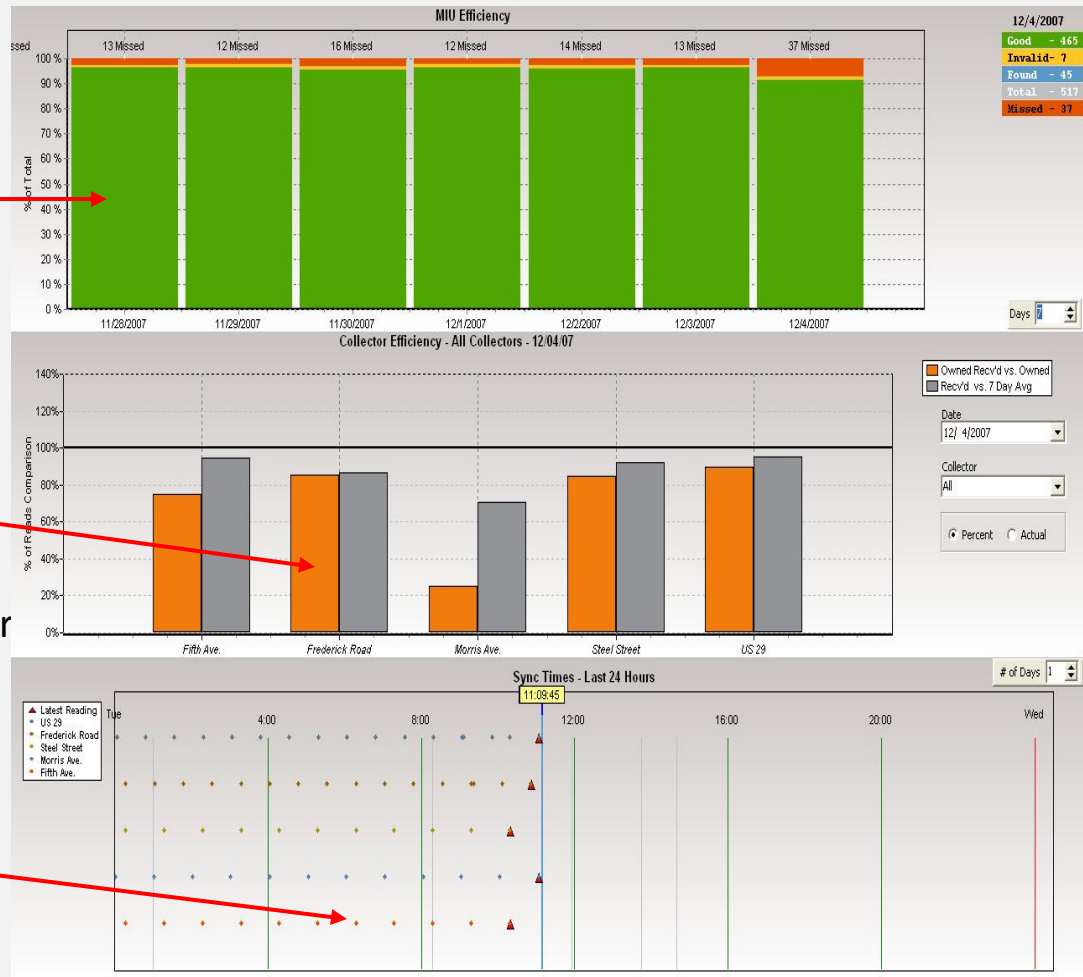 MIU Efficiency
ssed 13 Missed 12 Missed 16 Missed 12 Missed 14 Missed 13 Missed 37 Missed
100 %
90 %
80 %
70 %
60 %
50 %
40 %
30 %
20 %
10 %
0 %
% of Total
11/28/2007 11/29/2007 11/30/2007 12/1/2007 12/2/2007 12/3/2007 12/4/2007
12/4/2007
Good - 465
Invalid- 7
Found - 45
Total - 517
Missed - 37
Days 7
Collector Efficiency - All Collectors - 12/04/07
140%
120%
100%
80%
60%
40%
20%
0%
% of Reads Comparison
Fifth Ave. Frederick Road Morris Ave. Steel Street US 29
Owned Recv'd vs. Owned
Recv'd vs. 7 Day Avg
Date
12/ 4/2007
Collector
All
Percent Actual
r
Sync Times - Last 24 Hours
# of Days 1
11:09:45
Latest Reading
US 29
Frederick Road
Steel Street
Morris Ave.
Fifth Ave.
Tue 4:00 8:00 12:00 16:00 20:00 Wed